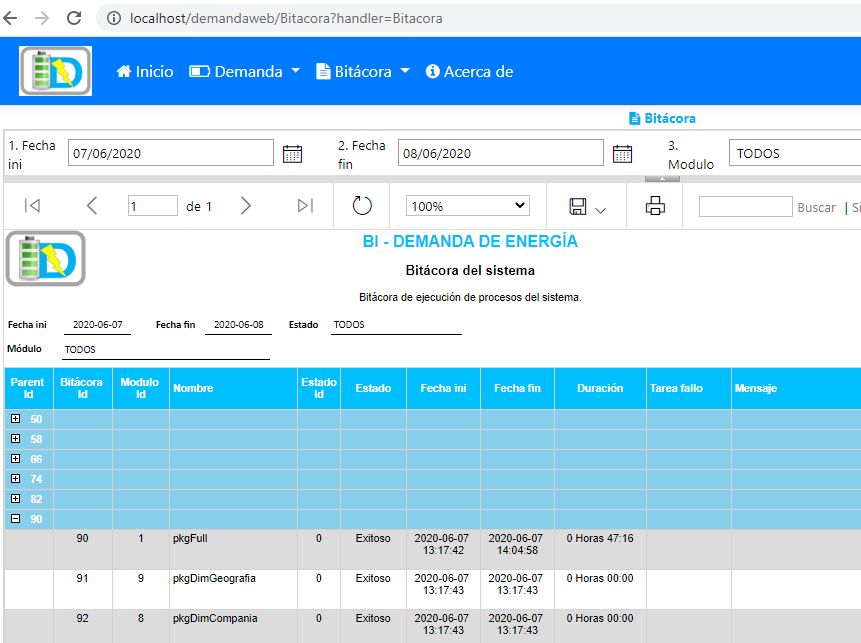 localhost/demandaweb/Bitacora?handler=Bitacora
D Inicio Demanda Bitácora Acerca de
Bitácora
1. Fecha ini 07/06/2020 2. Fecha fin 08/06/2020 3. Modulo TODOS
1 de 1 100% Buscar | Si
D
BI - DEMANDA DE ENERGÍA
Bitácora del sistema
Bitácora de ejecución de procesos del sistema.
Fecha ini 2020-06-07 Fecha fin 2020-06-08 Estado TODOS
Módulo TODOS
Parent Id Bitácora Id Modulo Id Nombre Estado Id Estado Fecha ini Fecha fin Duración Tarea fallo Mensaje
50
58
66
74
82
90
90 1 pkgFull 0 Exitoso 2020-06-07 13:17:42 2020-06-07 14:04:58 0 Horas 47:16
91 9 pkgDimGeografia 0 Exitoso 2020-06-07 13:17:43 2020-06-07 13:17:43 0 Horas 00:00
92 8 pkgDimCompania 0 Exitoso 2020-06-07 13:17:43 2020-06-07 13:17:43 0 Horas 00:00